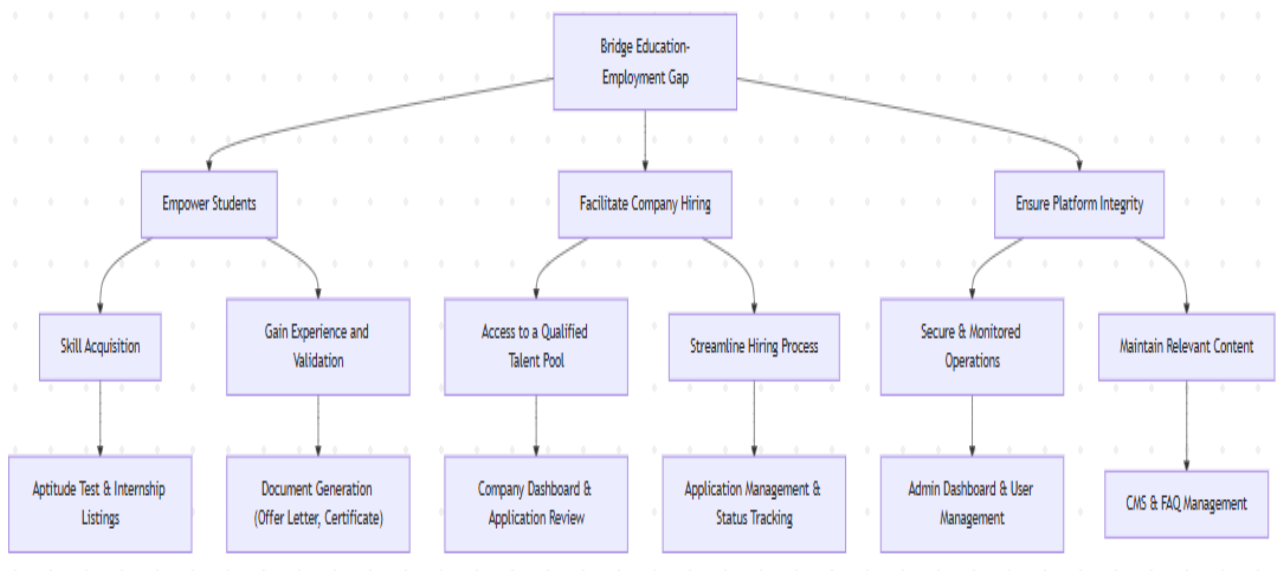 Bridge Education-
Employment Gap
Empower Students
Facilitate Company Hiring
Ensure Platform Integrity
Skill Acquisition
Gain Experience and
Validation
Access to a Qualified
Talent Pool
Streamline Hiring Process
Secure & Monitored
Operations
Maintain Relevant Content
Aptitude Test & Internship
Listings
Document Generation
(Offer Letter, Certificate)
Company Dashboard &
Application Review
Application Management &
Status Tracking
Admin Dashboard & User
Management
CMS & FAQ Management